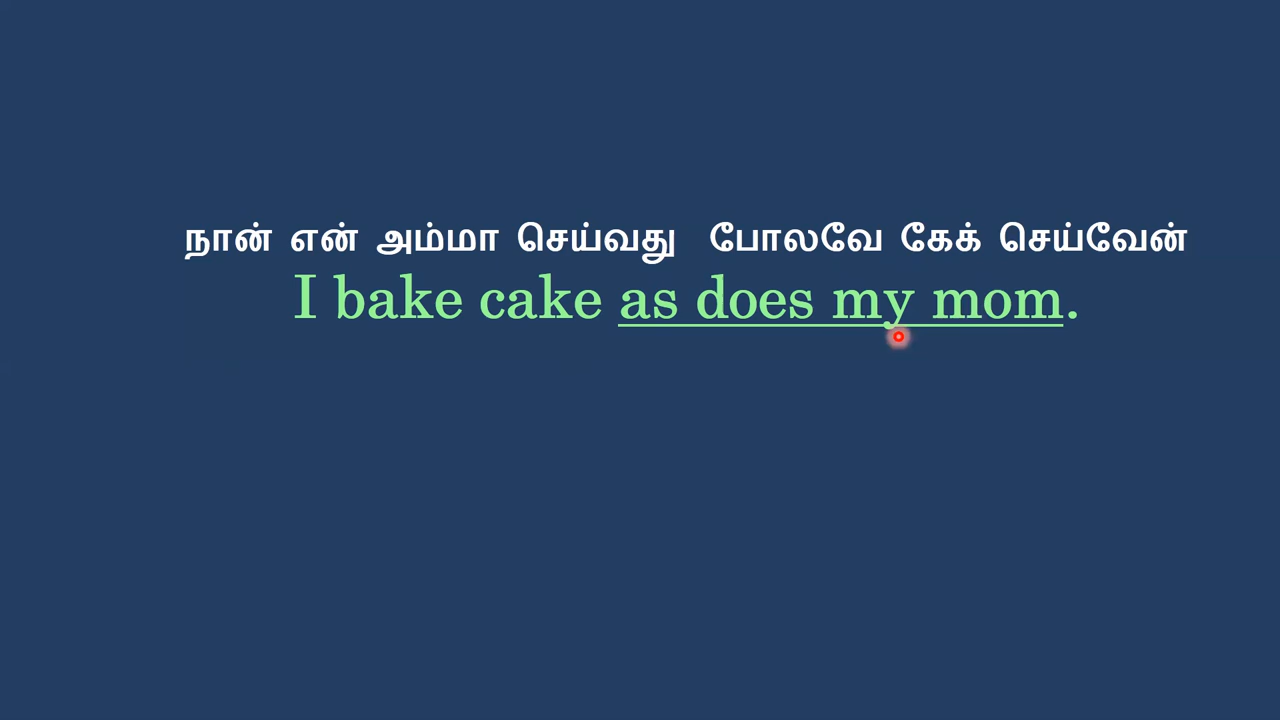 நான் என் அம்மா செய்வது போலவே கேக் செய்வேன்
I bake cake as does my mom.